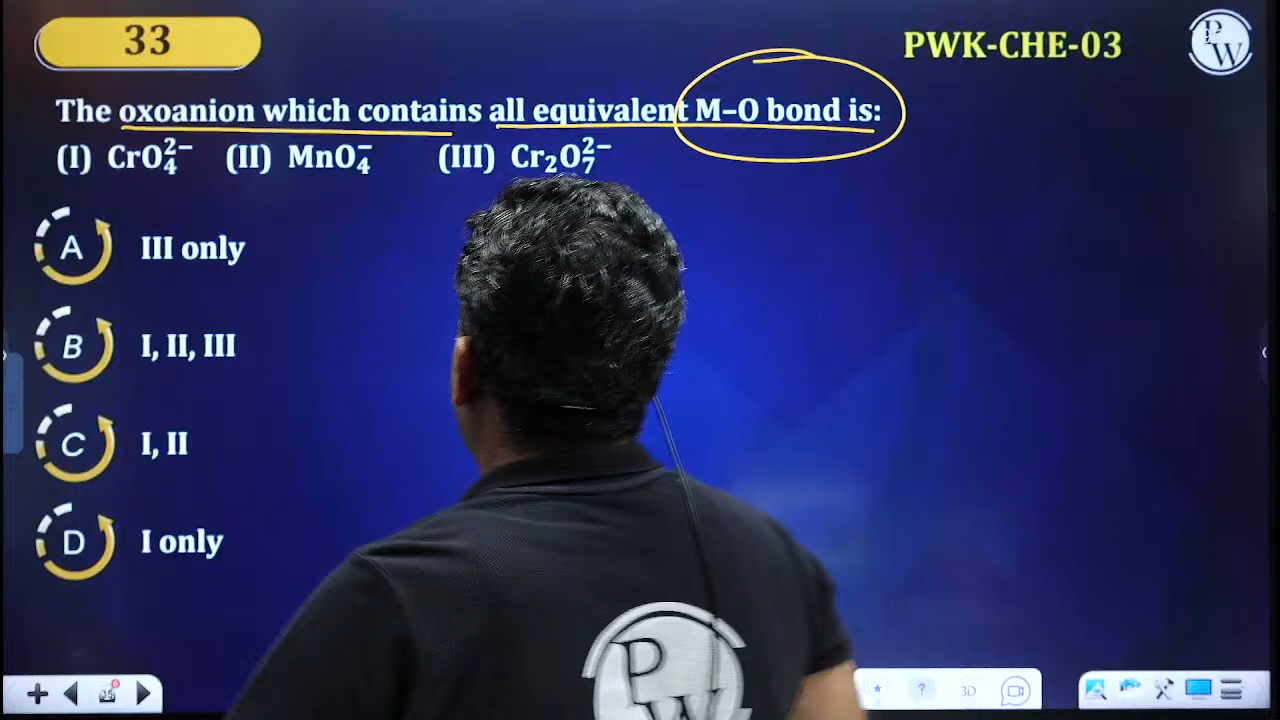 33
PWK-CHE-03
P
W
The oxoanion which contains all equivalent M–O bond is:
(I) CrO₄²⁻ (II) MnO₄⁻ (III) Cr₂O₇²⁻
A III only
B I, II, III
C I, II
D I only
P
W
? 3D